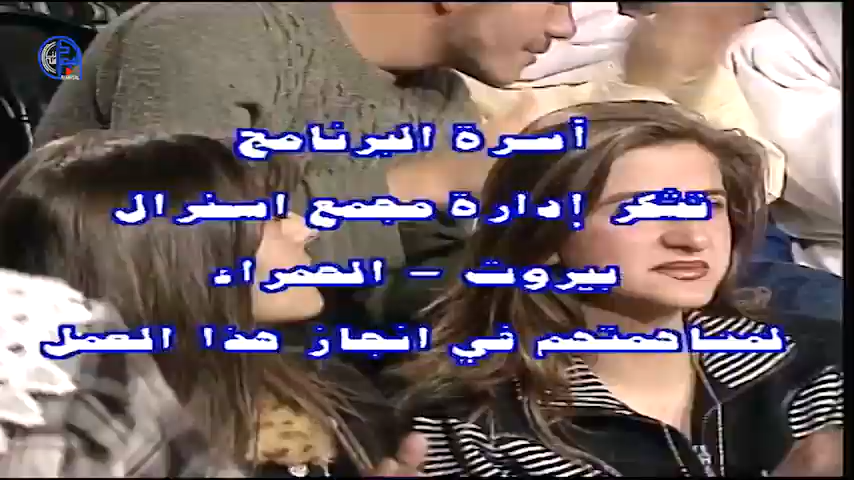 أسرة البرنامج
تشكر إدارة مجمع اسنرال
بيروت - الحمراء
لمساهمتهم في انجاز هذا العمل